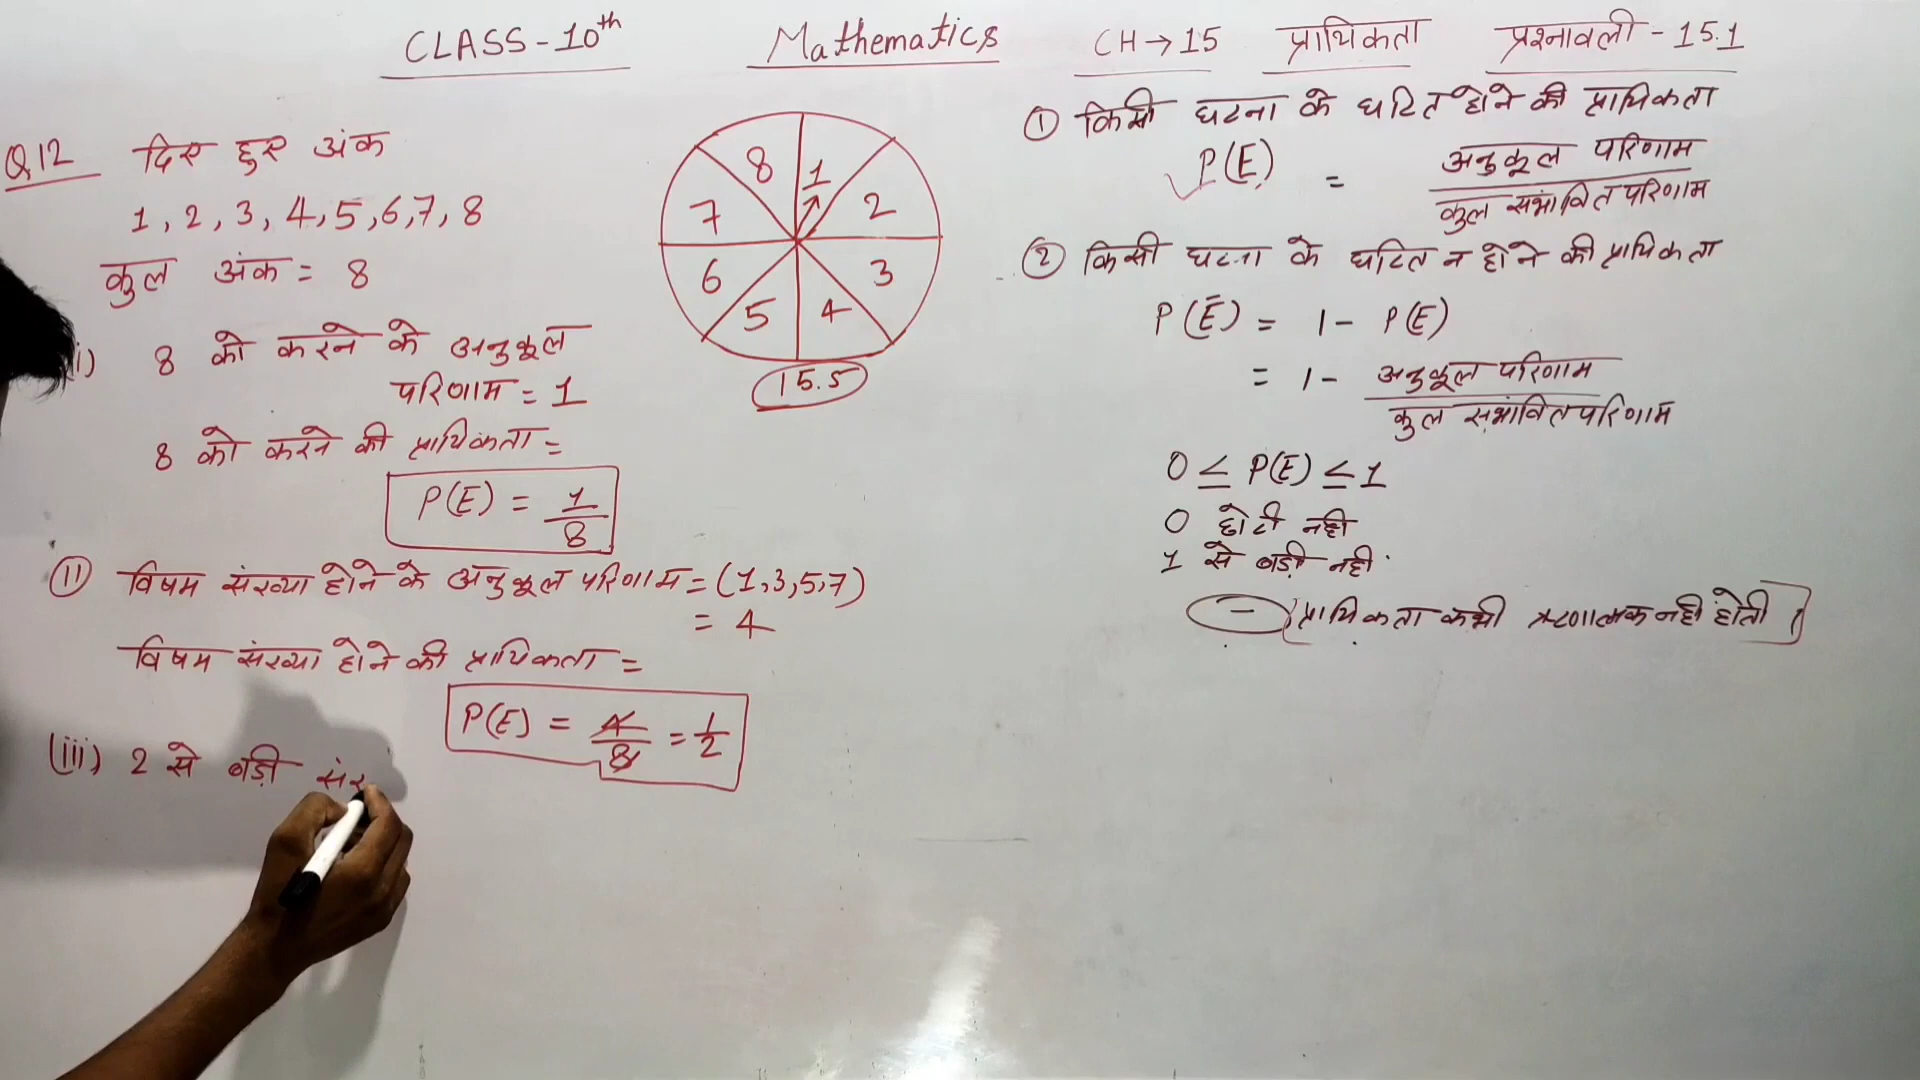 CLASS-10th Mathematics CH→15 प्रायिकता प्रश्नावली-15.1
Q12 दिए हुए अंक
1, 2, 3, 4, 5, 6, 7, 8
कुल अंक = 8
i) 8 को करने के अनुकूल
परिणाम = 1
8 को करने की प्रायिकता =
P(E) = 1/8
(ii) विषम संख्या होने के अनुकूल परिणाम = (1,3,5,7)
= 4
विषम संख्या होने की प्रायिकता =
P(E) = 4/8 = 1/2
(iii) 2 से बड़ी संख
8 1
7 2
6 3
5 4
15.5
① किसी घटना के घटित होने की प्रायिकता
P(E) = अनुकूल परिणाम
कुल संभावित परिणाम
② किसी घटना के घटित न होने की प्रायिकता
P(Ē) = 1 - P(E)
= 1 - अनुकूल परिणाम
कुल संभावित परिणाम
0 ≤ P(E) ≤ 1
0 छोटी नही
1 से बड़ी नही
- प्रायिकता कभी ऋणात्मक नही होती।